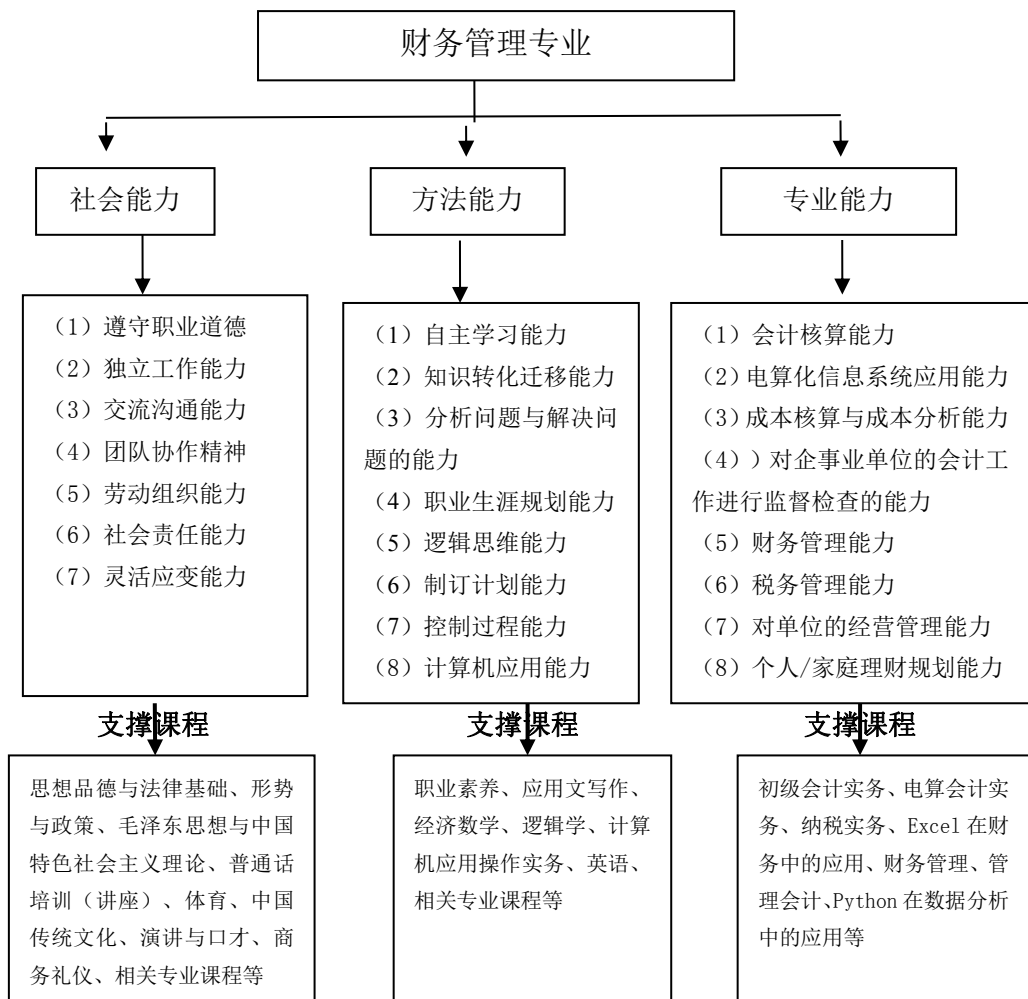 财务管理专业
社会能力
方法能力
专业能力
（1）遵守职业道德
（2）独立工作能力
（3）交流沟通能力
（4）团队协作精神
（5）劳动组织能力
（6）社会责任能力
（7）灵活应变能力
（1）自主学习能力
（2）知识转化迁移能力
（3）分析问题与解决问
题的能力
（4）职业生涯规划能力
（5）逻辑思维能力
（6）制订计划能力
（7）控制过程能力
（8）计算机应用能力
（1）会计核算能力
（2）电算化信息系统应用能力
（3）成本核算与成本分析能力
（4））对企事业单位的会计工
作进行监督检查的能力
（5）财务管理能力
（6）税务管理能力
（7）对单位的经营管理能力
（8）个人/家庭理财规划能力
支撑课程
支撑课程
支撑课程
思想品德与法律基础、形势
与政策、毛泽东思想与中国
特色社会主义理论、普通话
培训（讲座）、体育、中国
传统文化、演讲与口才、商
务礼仪、相关专业课程等
职业素养、应用文写作、
经济数学、逻辑学、计算
机应用操作实务、英语、
相关专业课程等
初级会计实务、电算会计实
务、纳税实务、Excel 在财
务中的应用、财务管理、管
理会计、Python 在数据分析
中的应用等